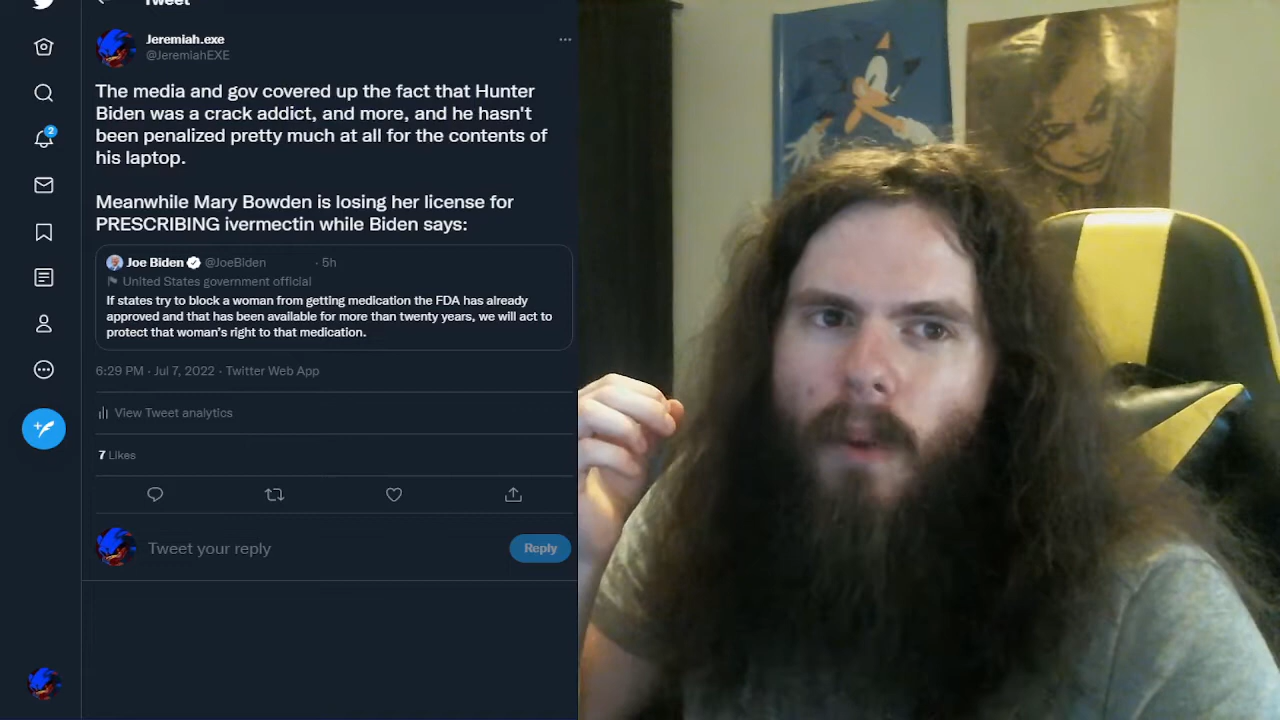 Tweet
Jeremiah.exe
@JeremiahEXE
The media and gov covered up the fact that Hunter
Biden was a crack addict, and more, and he hasn't
been penalized pretty much at all for the contents of
his laptop.
Meanwhile Mary Bowden is losing her license for
PRESCRIBING ivermectin while Biden says:
Joe Biden @JoeBiden · 5h
United States government official
If states try to block a woman from getting medication the FDA has already
approved and that has been available for more than twenty years, we will act to
protect that woman's right to that medication.
6:29 PM · Jul 7, 2022 · Twitter Web App
View Tweet analytics
7 Likes
Tweet your reply
Reply
2